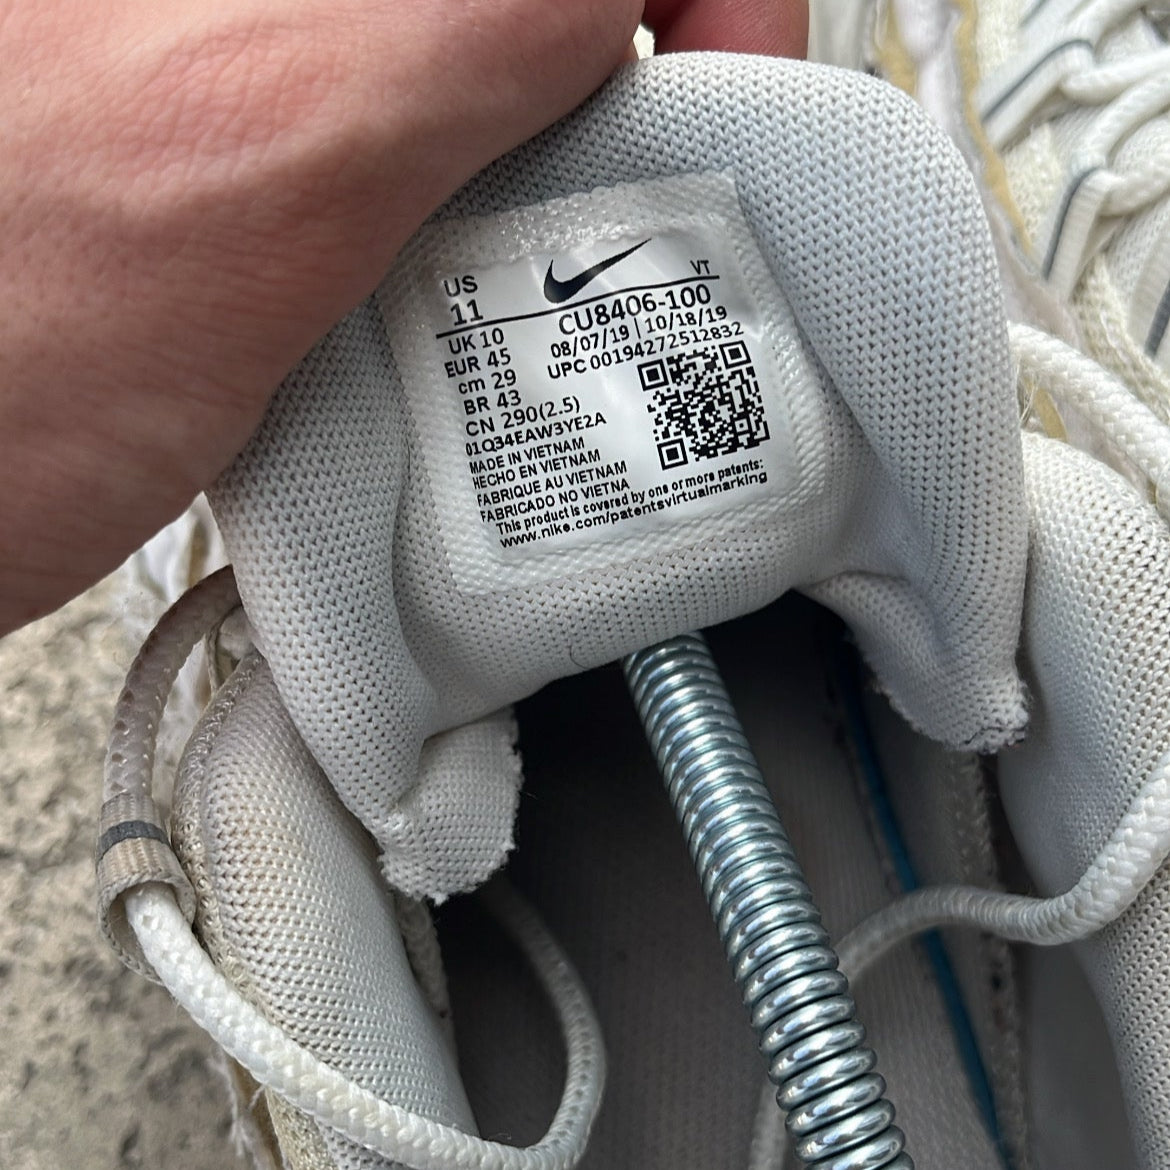 US
11
VT
CU8406-100
UK 10
08/07/19 | 10/18/19
EUR 45
UPC 00194272512832
cm 29
BR 43
CN 290(2.5)
01Q34EAW3YE2A
MADE IN VIETNAM
HECHO EN VIETNAM
FABRIQUE AU VIETNAM
FABRICADO NO VIETNA
This product is covered by one or more patents:
www.nike.com/patentsvirtualmarking